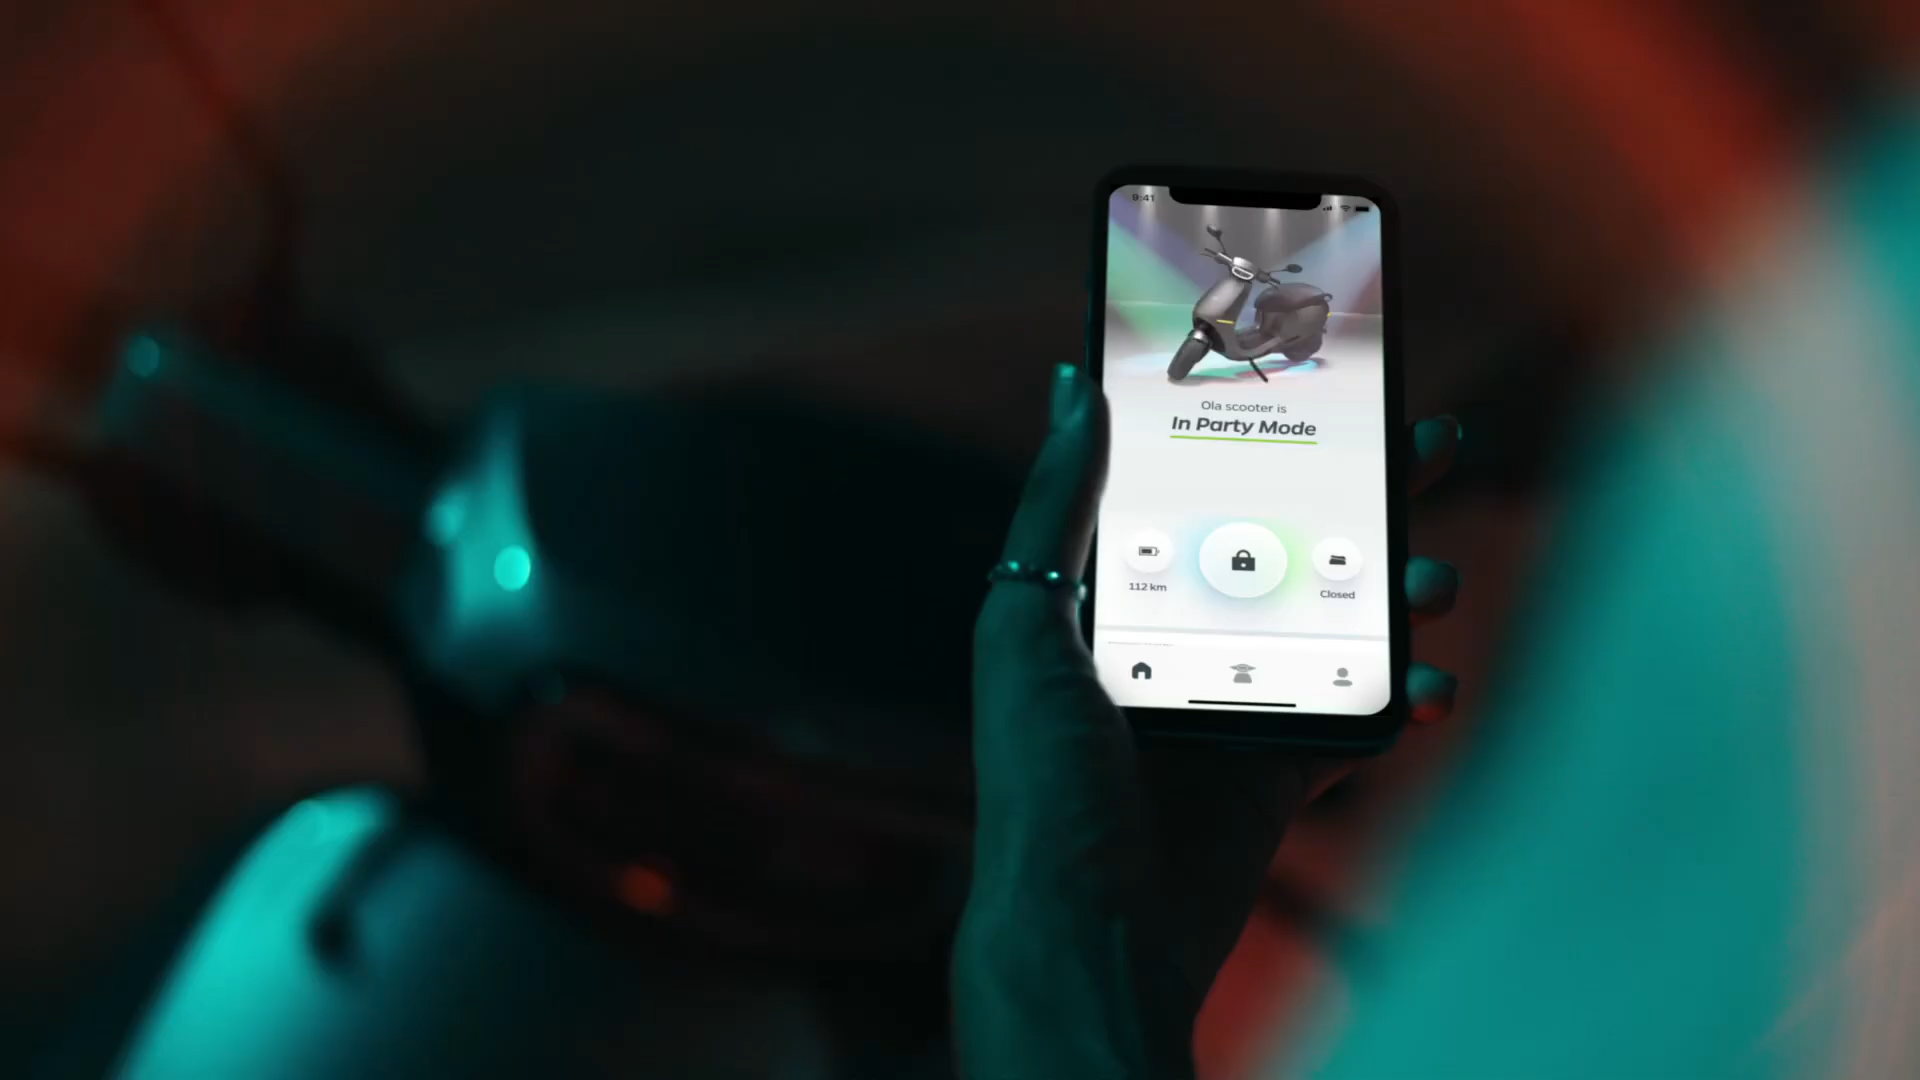 9:41
Ola scooter is
In Party Mode
112 km
Closed